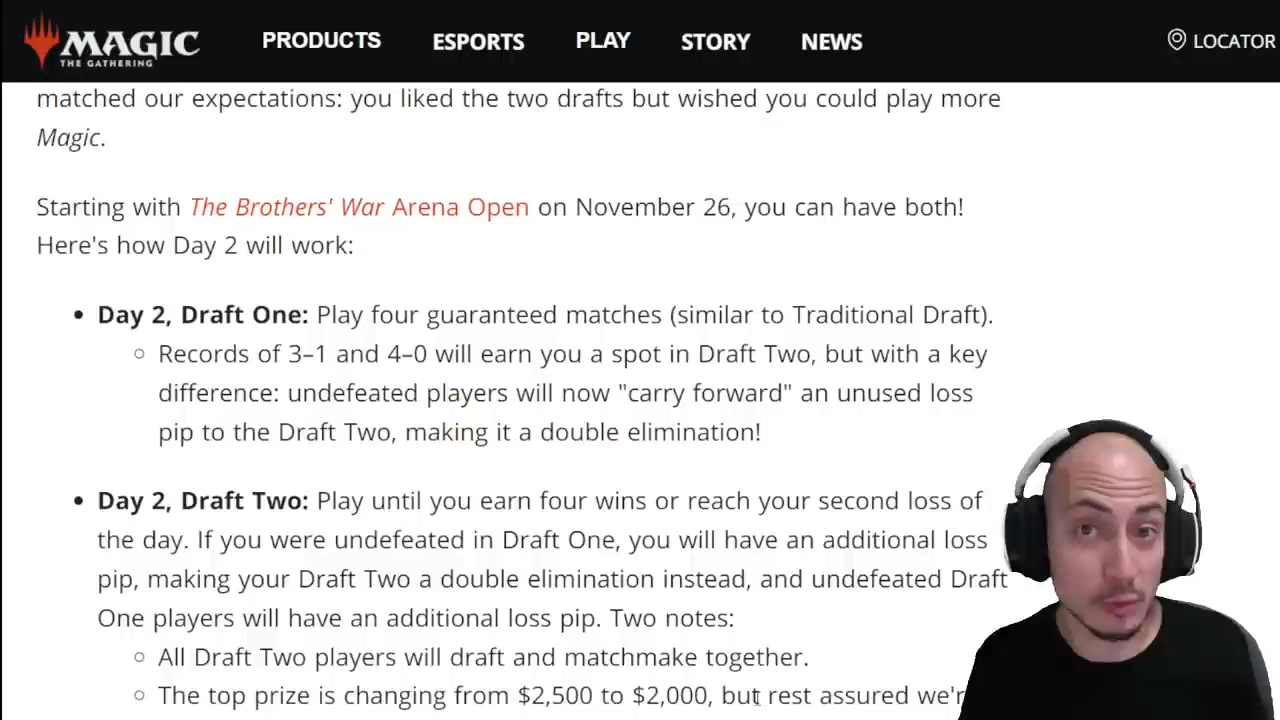 MAGIC
THE GATHERING
PRODUCTS ESPORTS PLAY STORY NEWS LOCATOR
matched our expectations: you liked the two drafts but wished you could play more
Magic.
Starting with The Brothers' War Arena Open on November 26, you can have both!
Here's how Day 2 will work:
• Day 2, Draft One: Play four guaranteed matches (similar to Traditional Draft).
Records of 3–1 and 4–0 will earn you a spot in Draft Two, but with a key
difference: undefeated players will now "carry forward" an unused loss
pip to the Draft Two, making it a double elimination!
• Day 2, Draft Two: Play until you earn four wins or reach your second loss of
the day. If you were undefeated in Draft One, you will have an additional loss
pip, making your Draft Two a double elimination instead, and undefeated Draft
One players will have an additional loss pip. Two notes:
All Draft Two players will draft and matchmake together.
The top prize is changing from $2,500 to $2,000, but rest assured